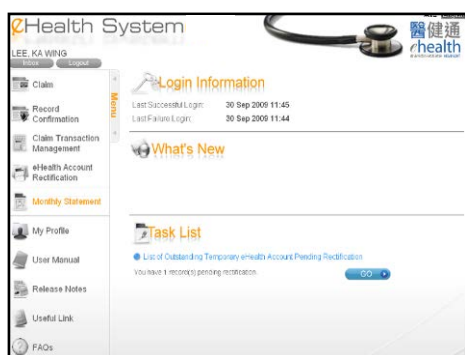 eHealth System
醫健通
ehealth
LEE, KA WING
Inbox
Logout
Menu
Claim
Record
Confirmation
Claim Transaction
Management
eHealth Account
Rectification
Monthly Statement
My Profile
User Manual
Release Notes
Useful Link
FAQs
Login Information
Last Successful Login: 30 Sep 2009 11:45
Last Failure Login: 30 Sep 2009 11:44
What's New
Task List
List of Outstanding Temporary eHealth Account Pending Rectification
You have 1 record(s) pending rectification.
GO